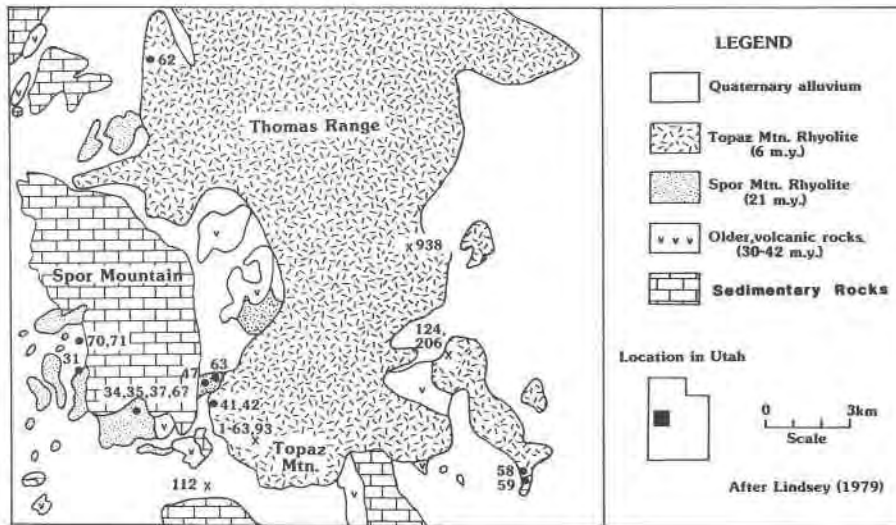 62
Thomas Range
938
Spor Mountain
70,71
31
124,
206
63
47
34,35,37,67
41,42
1-63,93
Topaz
Mtn.
112
58
59
LEGEND
Quaternary alluvium
Topaz Mtn. Rhyolite
(6 m.y.)
Spor Mtn. Rhyolite
(21 m.y.)
Older,volcanic rocks.
(30-42 m.y.)
Sedimentary Rocks
Location in Utah
0 3km
Scale
After Lindsey (1979)